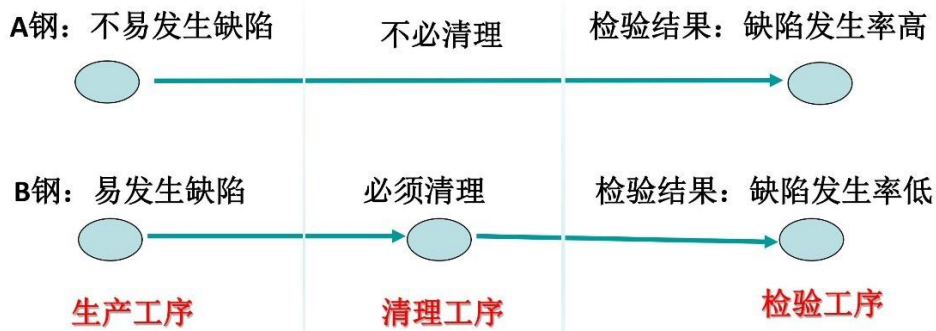 A钢：不易发生缺陷 不必清理 检验结果：缺陷发生率高
B钢：易发生缺陷 必须清理 检验结果：缺陷发生率低
生产工序 清理工序 检验工序